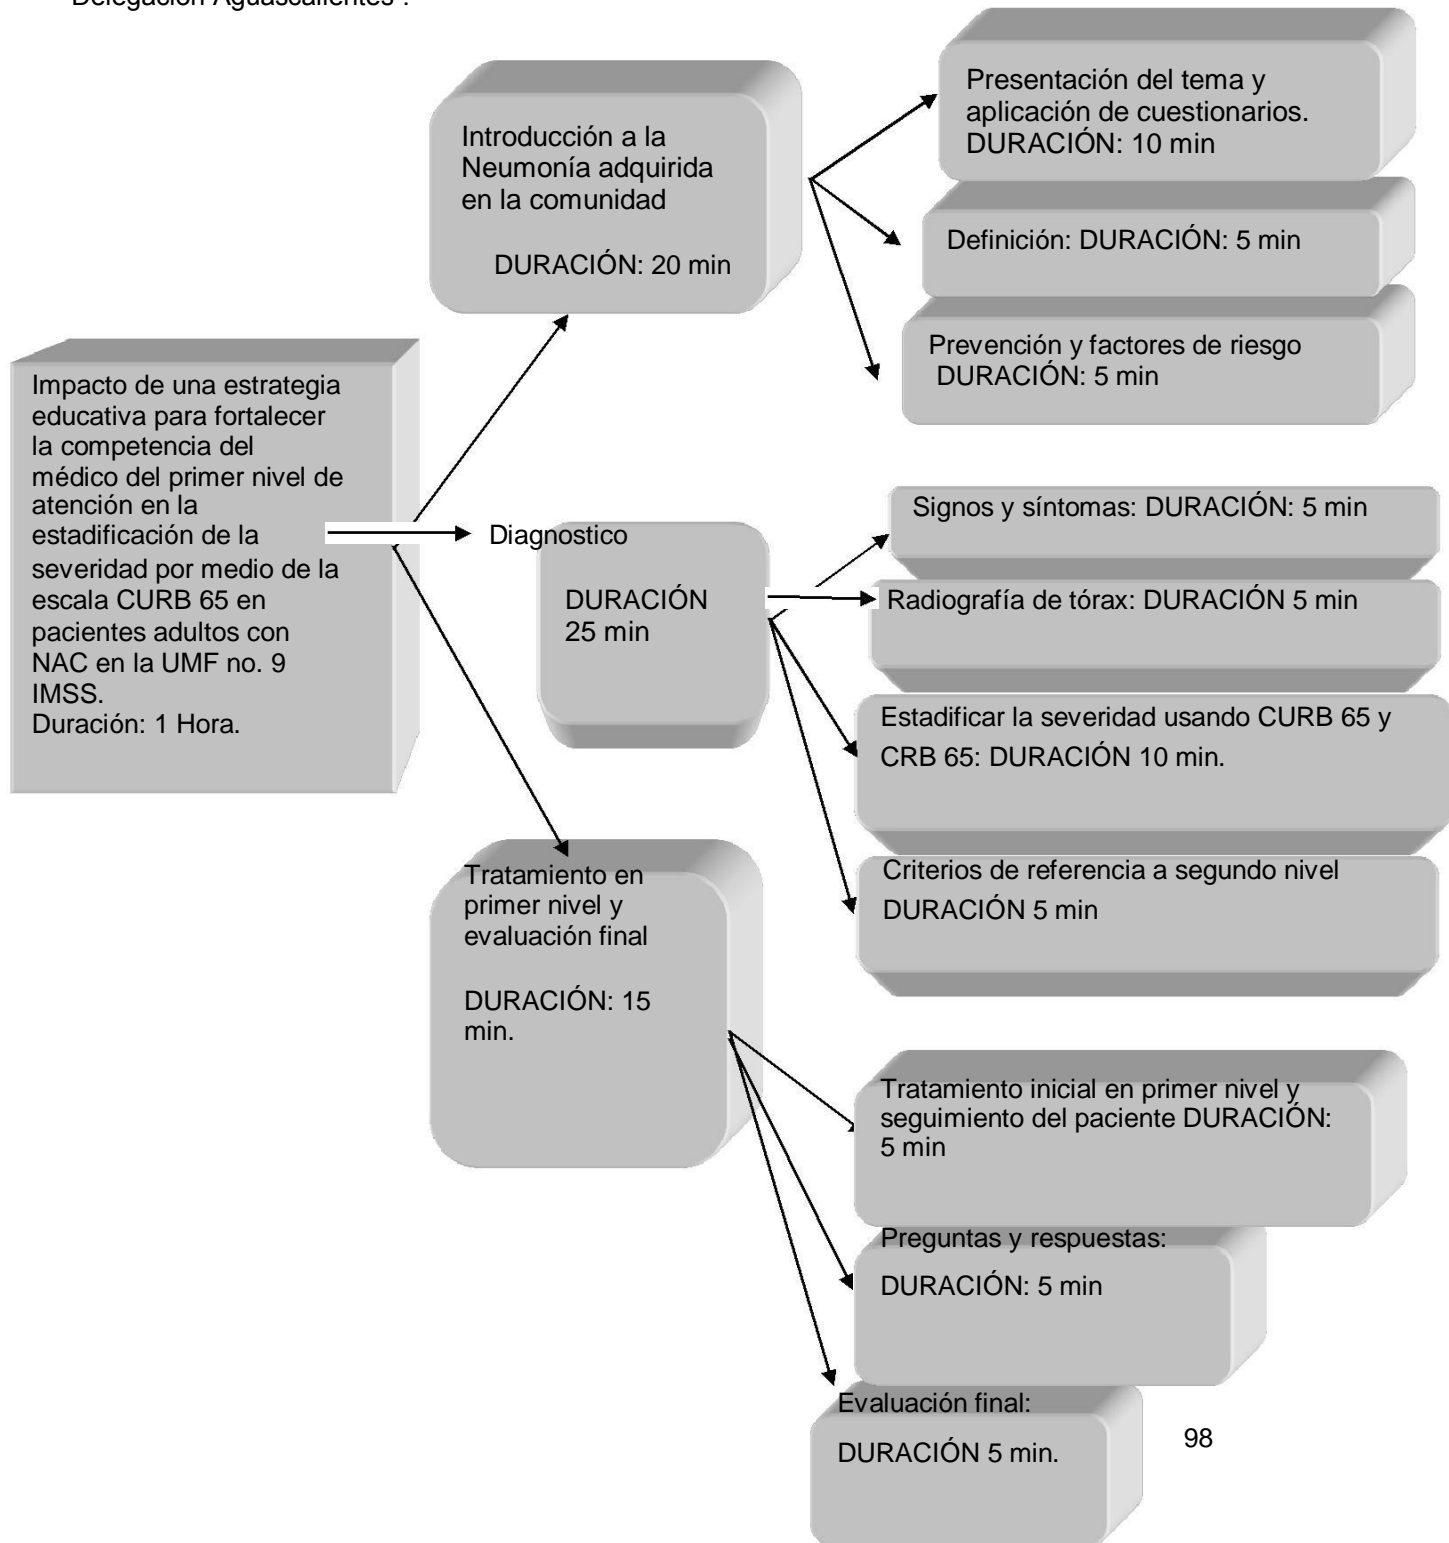 Delegación Aguascalientes".
Impacto de una estrategia
educativa para fortalecer
la competencia del
médico del primer nivel de
atención en la
estadificación de la
severidad por medio de la
escala CURB 65 en
pacientes adultos con
NAC en la UMF no. 9
IMSS.
Duración: 1 Hora.
Introducción a la
Neumonía adquirida
en la comunidad
DURACIÓN: 20 min
Presentación del tema y
aplicación de cuestionarios.
DURACIÓN: 10 min
Definición: DURACIÓN: 5 min
Prevención y factores de riesgo
DURACIÓN: 5 min
Diagnostico
DURACIÓN
25 min
Signos y síntomas: DURACIÓN: 5 min
Radiografía de tórax: DURACIÓN 5 min
Estadificar la severidad usando CURB 65 y
CRB 65: DURACIÓN 10 min.
Criterios de referencia a segundo nivel
DURACIÓN 5 min
Tratamiento en
primer nivel y
evaluación final
DURACIÓN: 15
min.
Tratamiento inicial en primer nivel y
seguimiento del paciente DURACIÓN:
5 min
Preguntas y respuestas:
DURACIÓN: 5 min
Evaluación final:
DURACIÓN 5 min.
98